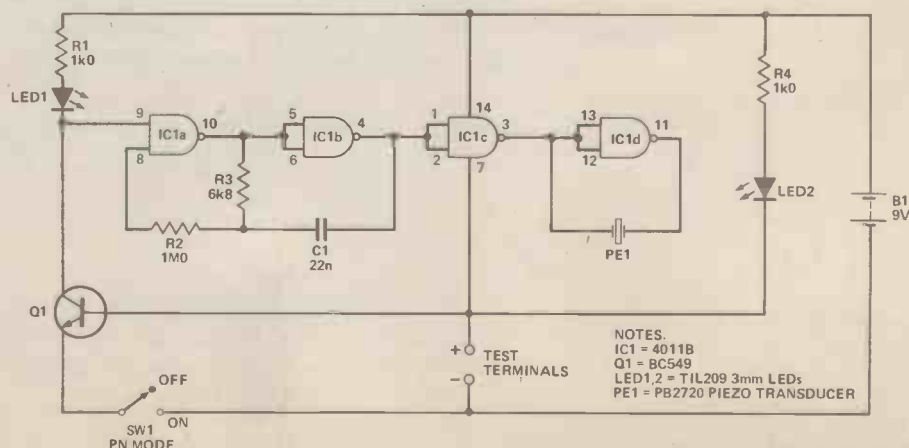 R1
1k0
LED1
9
8
IC1a
10
R3
6k8
R2
1M0
5
6
IC1b
4
C1
22n
1
2
14
IC1c
3
7
13
12
IC1d
11
PE1
R4
1k0
LED2
B1
9V
Q1
OFF
ON
SW1
PN MODE
+
TEST
TERMINALS
–
NOTES.
IC1 = 4011B
Q1 = BC549
LED1,2 = TIL209 3mm LEDs
PE1 = PB2720 PIEZO TRANSDUCER